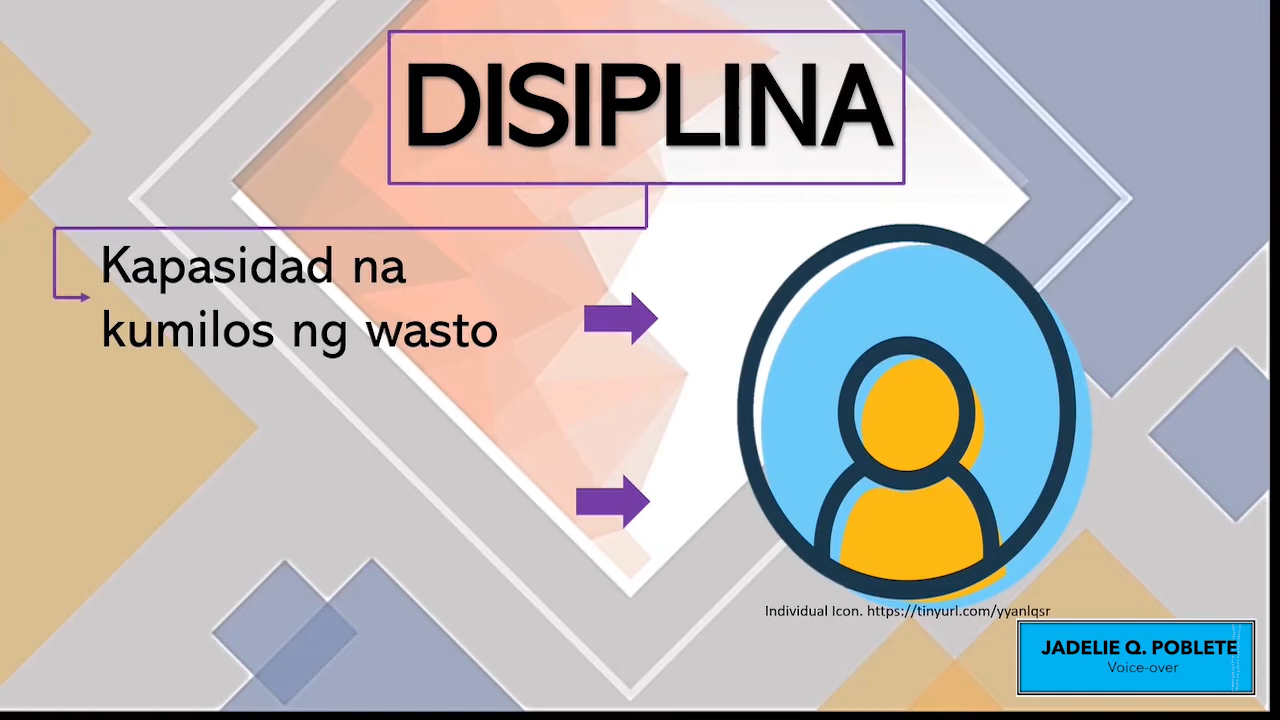 DISIPLINA
Kapasidad na
kumilos ng wasto
Individual Icon. https://tinyurl.com/yyanlqsr
JADELIE Q. POBLETE
Voice-over